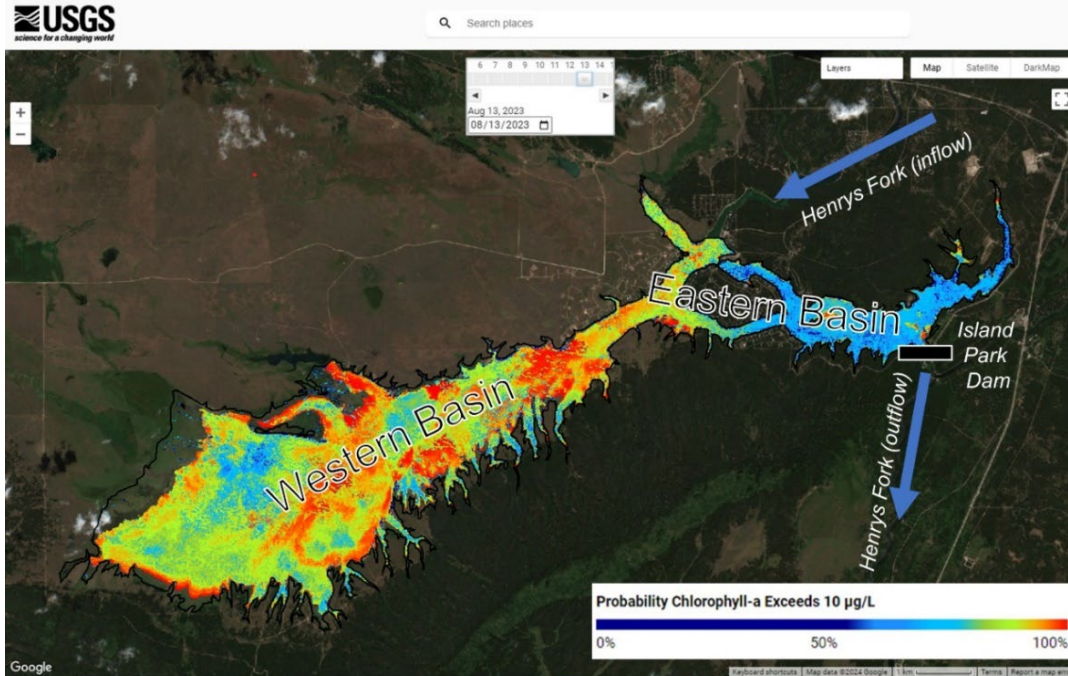 USGS
science for a changing world
Search places
6 7 8 9 10 11 12 13 14
Aug 13, 2023
08/13/2023
Layers
Map Satellite DarkMap
+
−
Henrys Fork (inflow)
Eastern Basin
Island
Park
Dam
Western Basin
Henrys Fork (outflow)
Probability Chlorophyll-a Exceeds 10 µg/L
0% 50% 100%
Google
Keyboard shortcuts Map data ©2024 Google 1 km Terms Report a map err